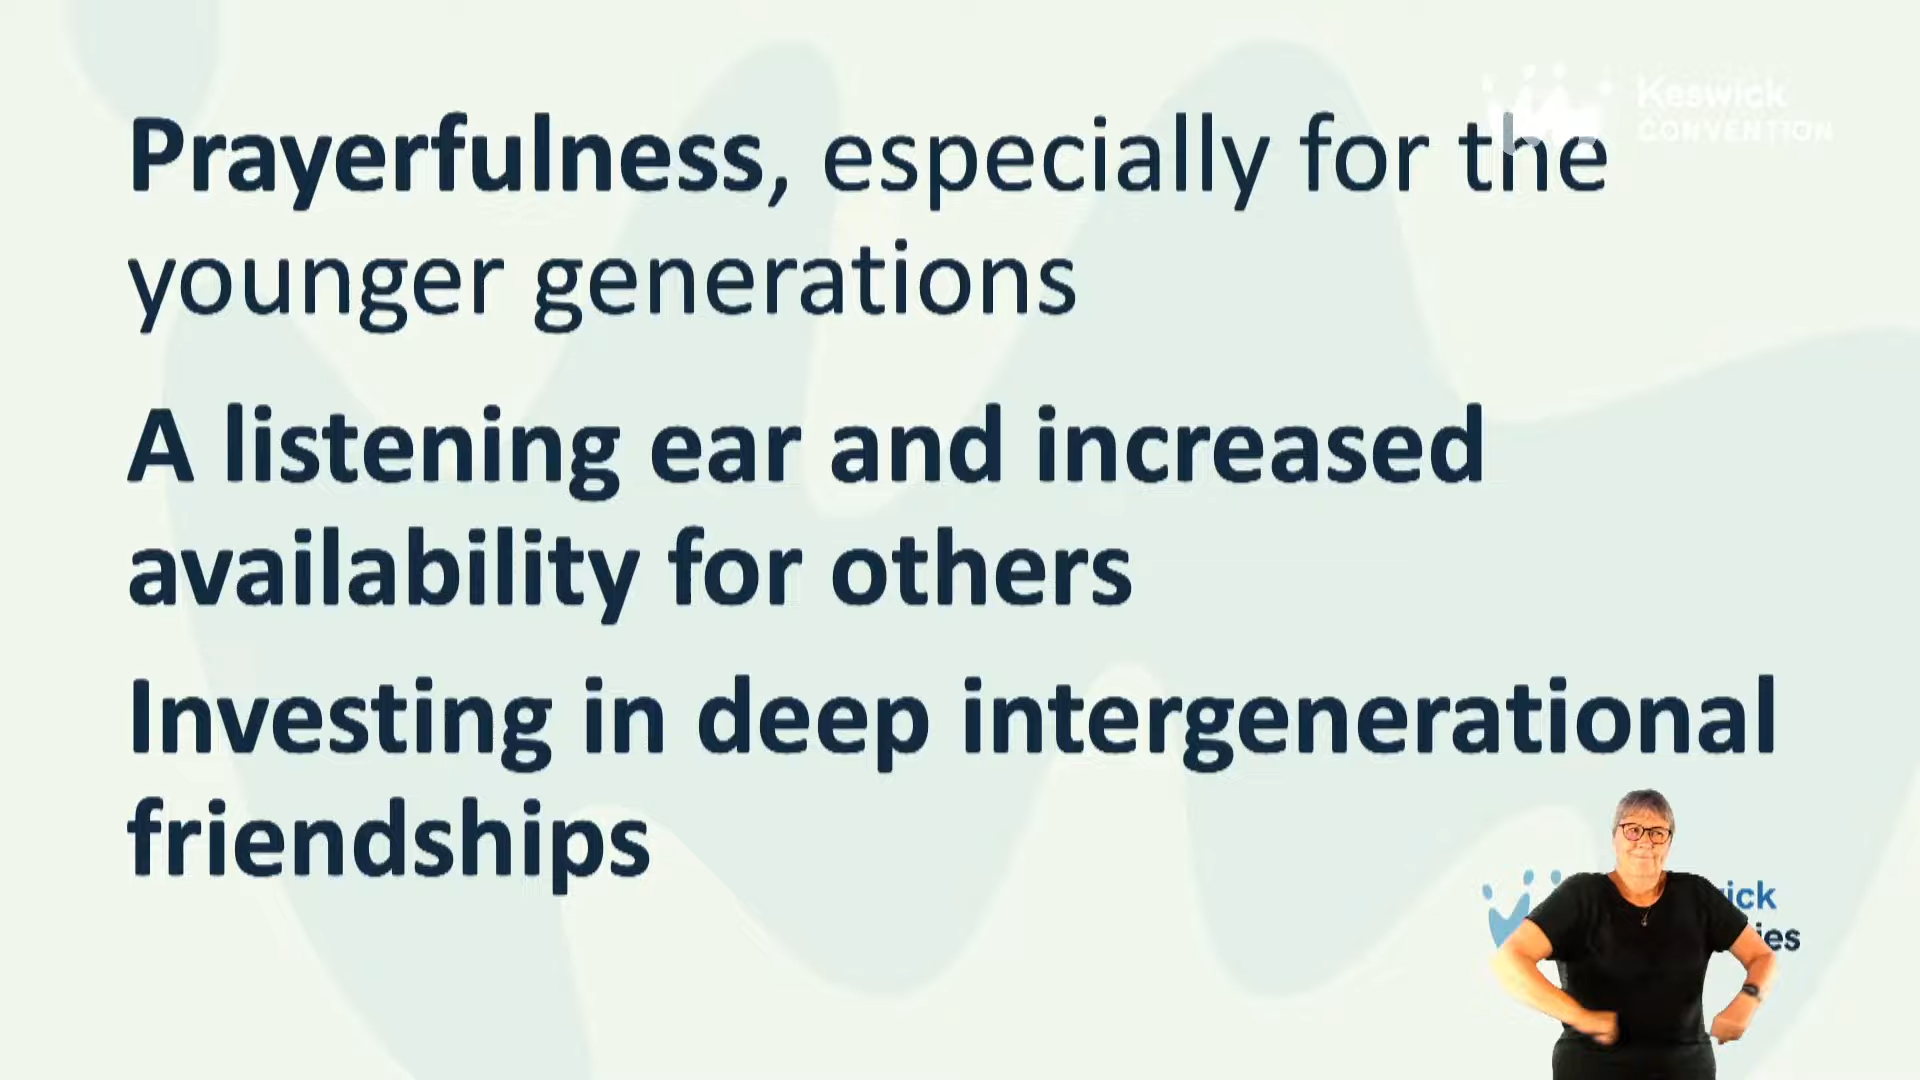 Keswick
CONVENTION
Prayerfulness, especially for the
younger generations
A listening ear and increased
availability for others
Investing in deep intergenerational
friendships